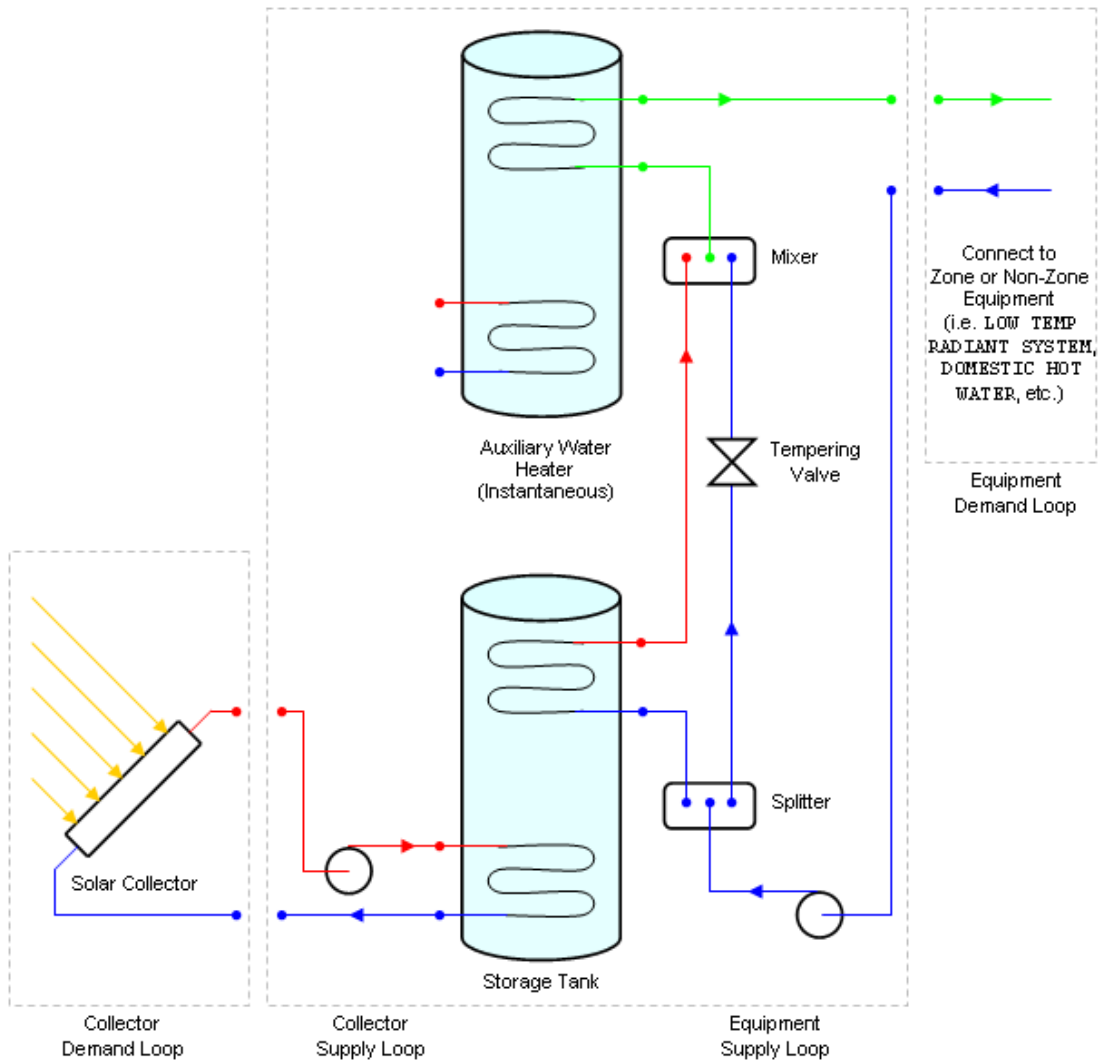 Mixer
Connect to
Zone or Non-Zone
Equipment
(i.e. LOW TEMP
RADIANT SYSTEM,
DOMESTIC HOT
WATER, etc.)
Auxiliary Water
Heater
(Instantaneous)
Tempering
Valve
Equipment
Demand Loop
Solar Collector
Splitter
Storage Tank
Collector
Demand Loop
Collector
Supply Loop
Equipment
Supply Loop